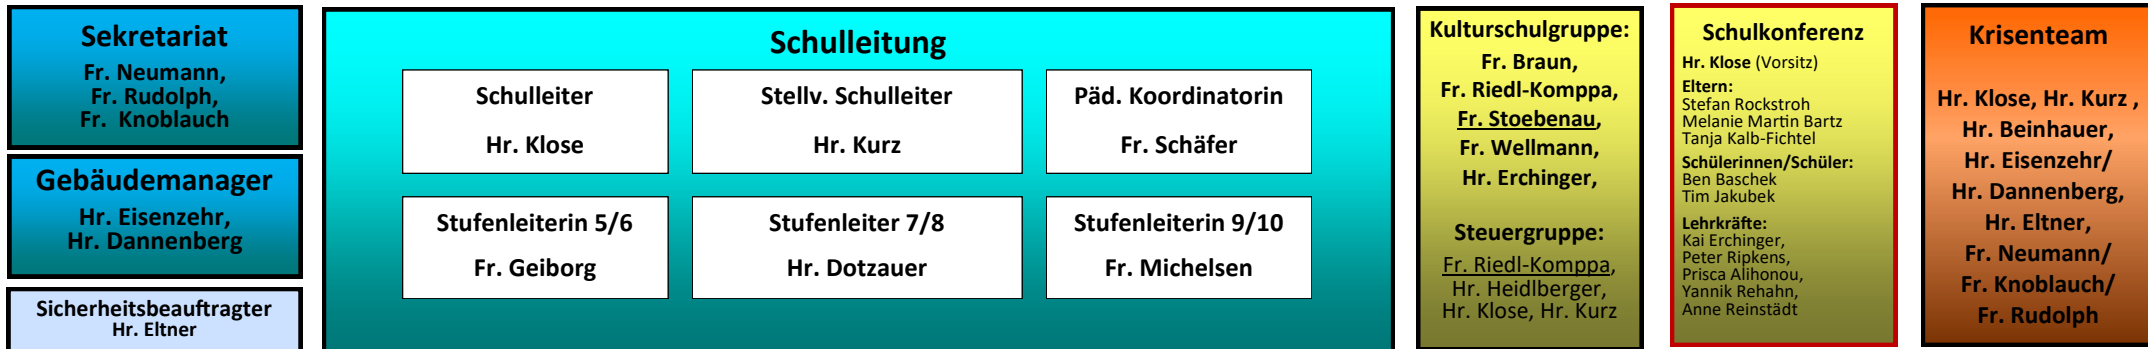 Sekretariat
Fr. Neumann,
Fr. Rudolph,
Fr. Knoblauch
Gebäudemanager
Hr. Eisenzehr,
Hr. Dannenberg
Sicherheitsbeauftragter
Hr. Eltner
Schulleitung
Schulleiter
Hr. Klose
Stellv. Schulleiter
Hr. Kurz
Päd. Koordinatorin
Fr. Schäfer
Stufenleiterin 5/6
Fr. Geiborg
Stufenleiter 7/8
Hr. Dotzauer
Stufenleiterin 9/10
Fr. Michelsen
Kulturschulgruppe:
Fr. Braun,
Fr. Riedl-Komppa,
Fr. Stoebenau,
Fr. Wellmann,
Hr. Erchinger,
Steuergruppe:
Fr. Riedl-Komppa,
Hr. Heidlberger,
Hr. Klose, Hr. Kurz
Schulkonferenz
Hr. Klose (Vorsitz)
Eltern:
Stefan Rockstroh
Melanie Martin Bartz
Tanja Kalb-Fichtel
Schülerinnen/Schüler:
Ben Baschek
Tim Jakubek
Lehrkräfte:
Kai Erchinger,
Peter Ripkens,
Prisca Alihonou,
Yannik Rehahn,
Anne Reinstädt
Krisenteam
Hr. Klose, Hr. Kurz ,
Hr. Beinhauer,
Hr. Eisenzehr/
Hr. Dannenberg,
Hr. Eltner,
Fr. Neumann/
Fr. Knoblauch/
Fr. Rudolph